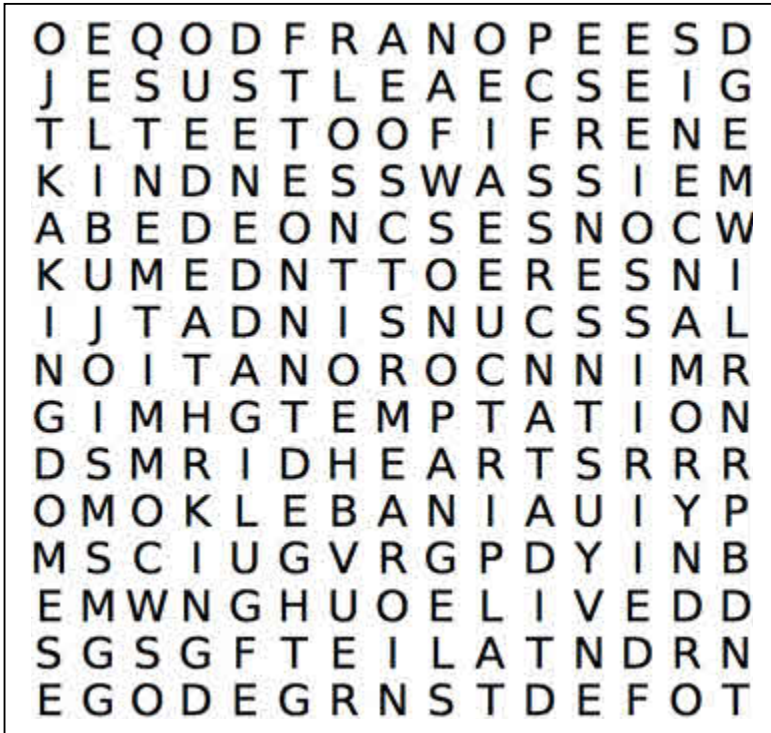 O E Q O D F R A N O P E E S D
J E S U S T L E A E C S E I G
T L T E E T O O F I F R E N E
K I N D N E S S W A S S I E M
A B E D E O N C S E S N O C W
K U M E D N T T O E R E S N I
I J T A D N I S N U C S S A L
N O I T A N O R O C N N I M R
G I M H G T E M P T A T I O N
D S M R I D H E A R T S R R R
O M O K L E B A N I A U I Y P
M S C I U G V R G P D Y I N B
E M W N G H U O E L I V E D D
S G S G F T E I L A T N D R N
E G O D E G R N S T D E F O T